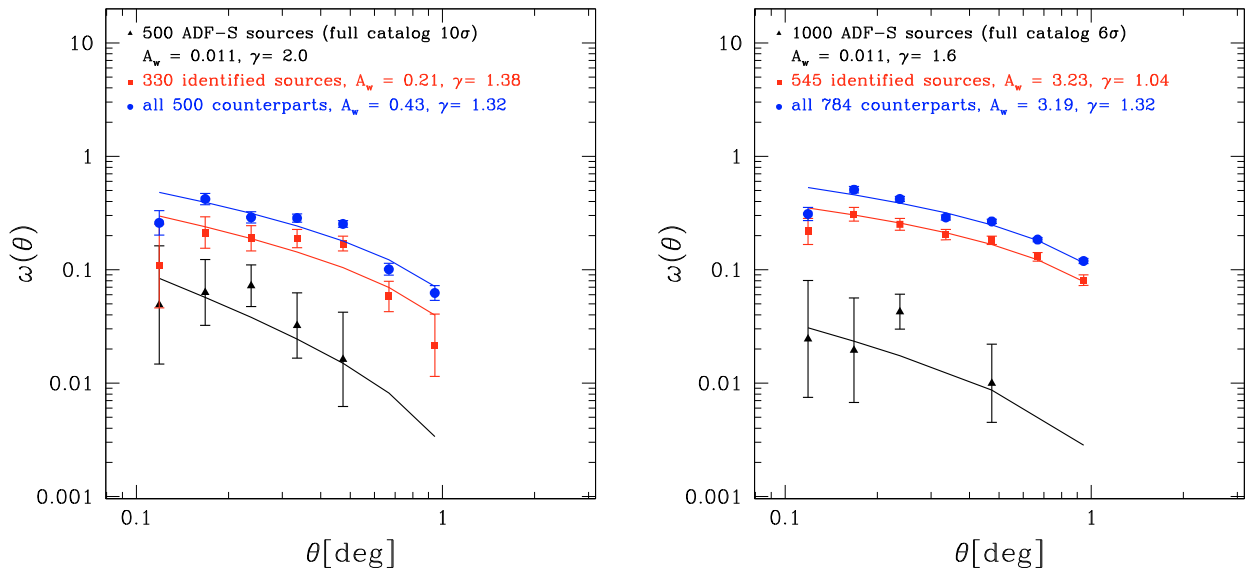 500 ADF-S sources (full catalog 10σ)
A_w = 0.011, γ= 2.0
330 identified sources, A_w = 0.21, γ= 1.38
all 500 counterparts, A_w = 0.43, γ= 1.32
10
1
0.1
0.01
0.001
ω(θ)
0.1
1
θ[deg]
1000 ADF-S sources (full catalog 6σ)
A_w = 0.011, γ= 1.6
545 identified sources, A_w = 3.23, γ= 1.04
all 784 counterparts, A_w = 3.19, γ= 1.32
10
1
0.1
0.01
0.001
ω(θ)
0.1
1
θ[deg]